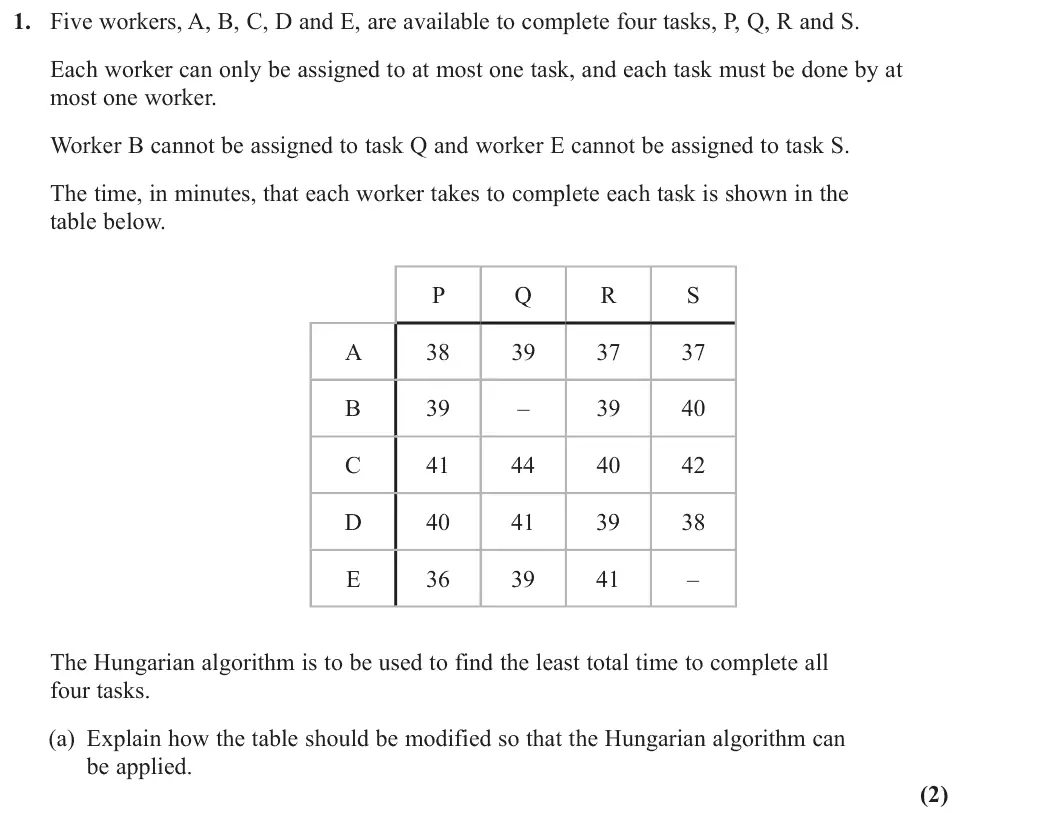 1. Five workers, A, B, C, D and E, are available to complete four tasks, P, Q, R and S.
Each worker can only be assigned to at most one task, and each task must be done by at
most one worker.
Worker B cannot be assigned to task Q and worker E cannot be assigned to task S.
The time, in minutes, that each worker takes to complete each task is shown in the
table below.
P Q R S
A 38 39 37 37
B 39 – 39 40
C 41 44 40 42
D 40 41 39 38
E 36 39 41 –
The Hungarian algorithm is to be used to find the least total time to complete all
four tasks.
(a) Explain how the table should be modified so that the Hungarian algorithm can
be applied.
(2)